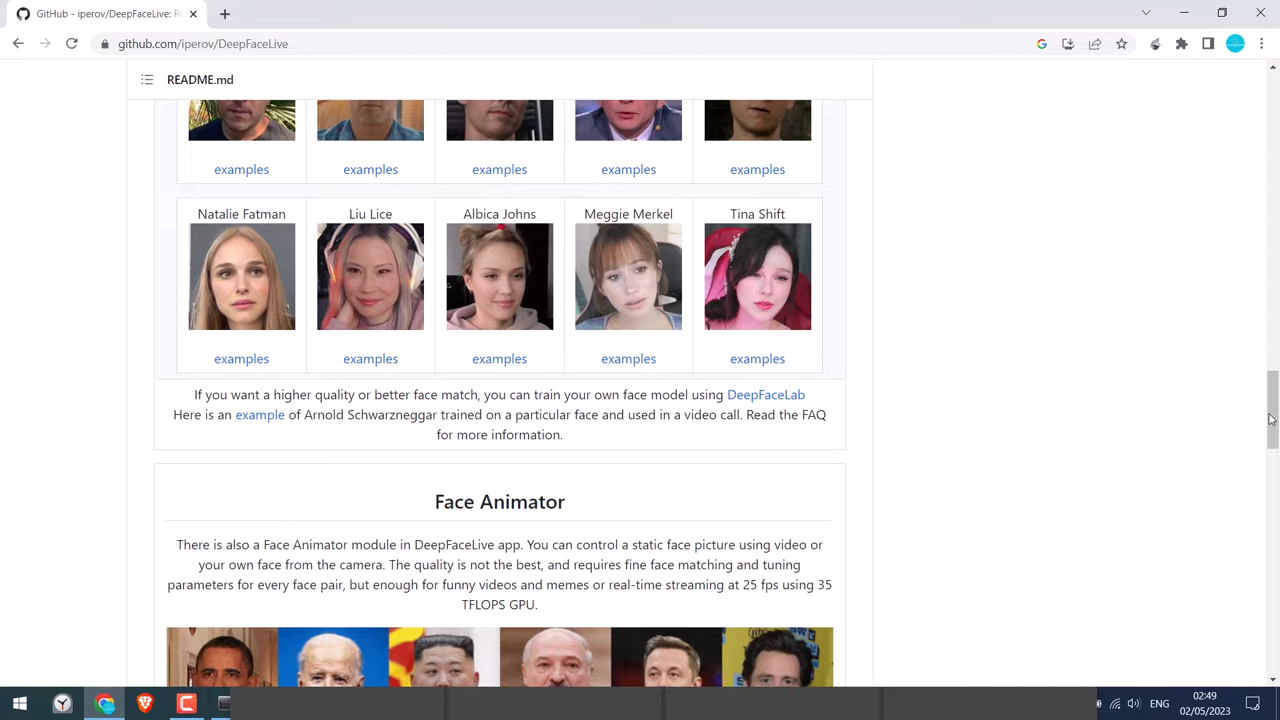 GitHub - iperov/DeepFaceLive: R
github.com/iperov/DeepFaceLive
README.md
examples examples examples examples examples
Natalie Fatman Liu Lice Albica Johns Meggie Merkel Tina Shift
examples examples examples examples examples
If you want a higher quality or better face match, you can train your own face model using DeepFaceLab
Here is an example of Arnold Schwarzneggar trained on a particular face and used in a video call. Read the FAQ
for more information.
Face Animator
There is also a Face Animator module in DeepFaceLive app. You can control a static face picture using video or
your own face from the camera. The quality is not the best, and requires fine face matching and tuning
parameters for every face pair, but enough for funny videos and memes or real-time streaming at 25 fps using 35
TFLOPS GPU.
ENG
02:49
02/05/2023